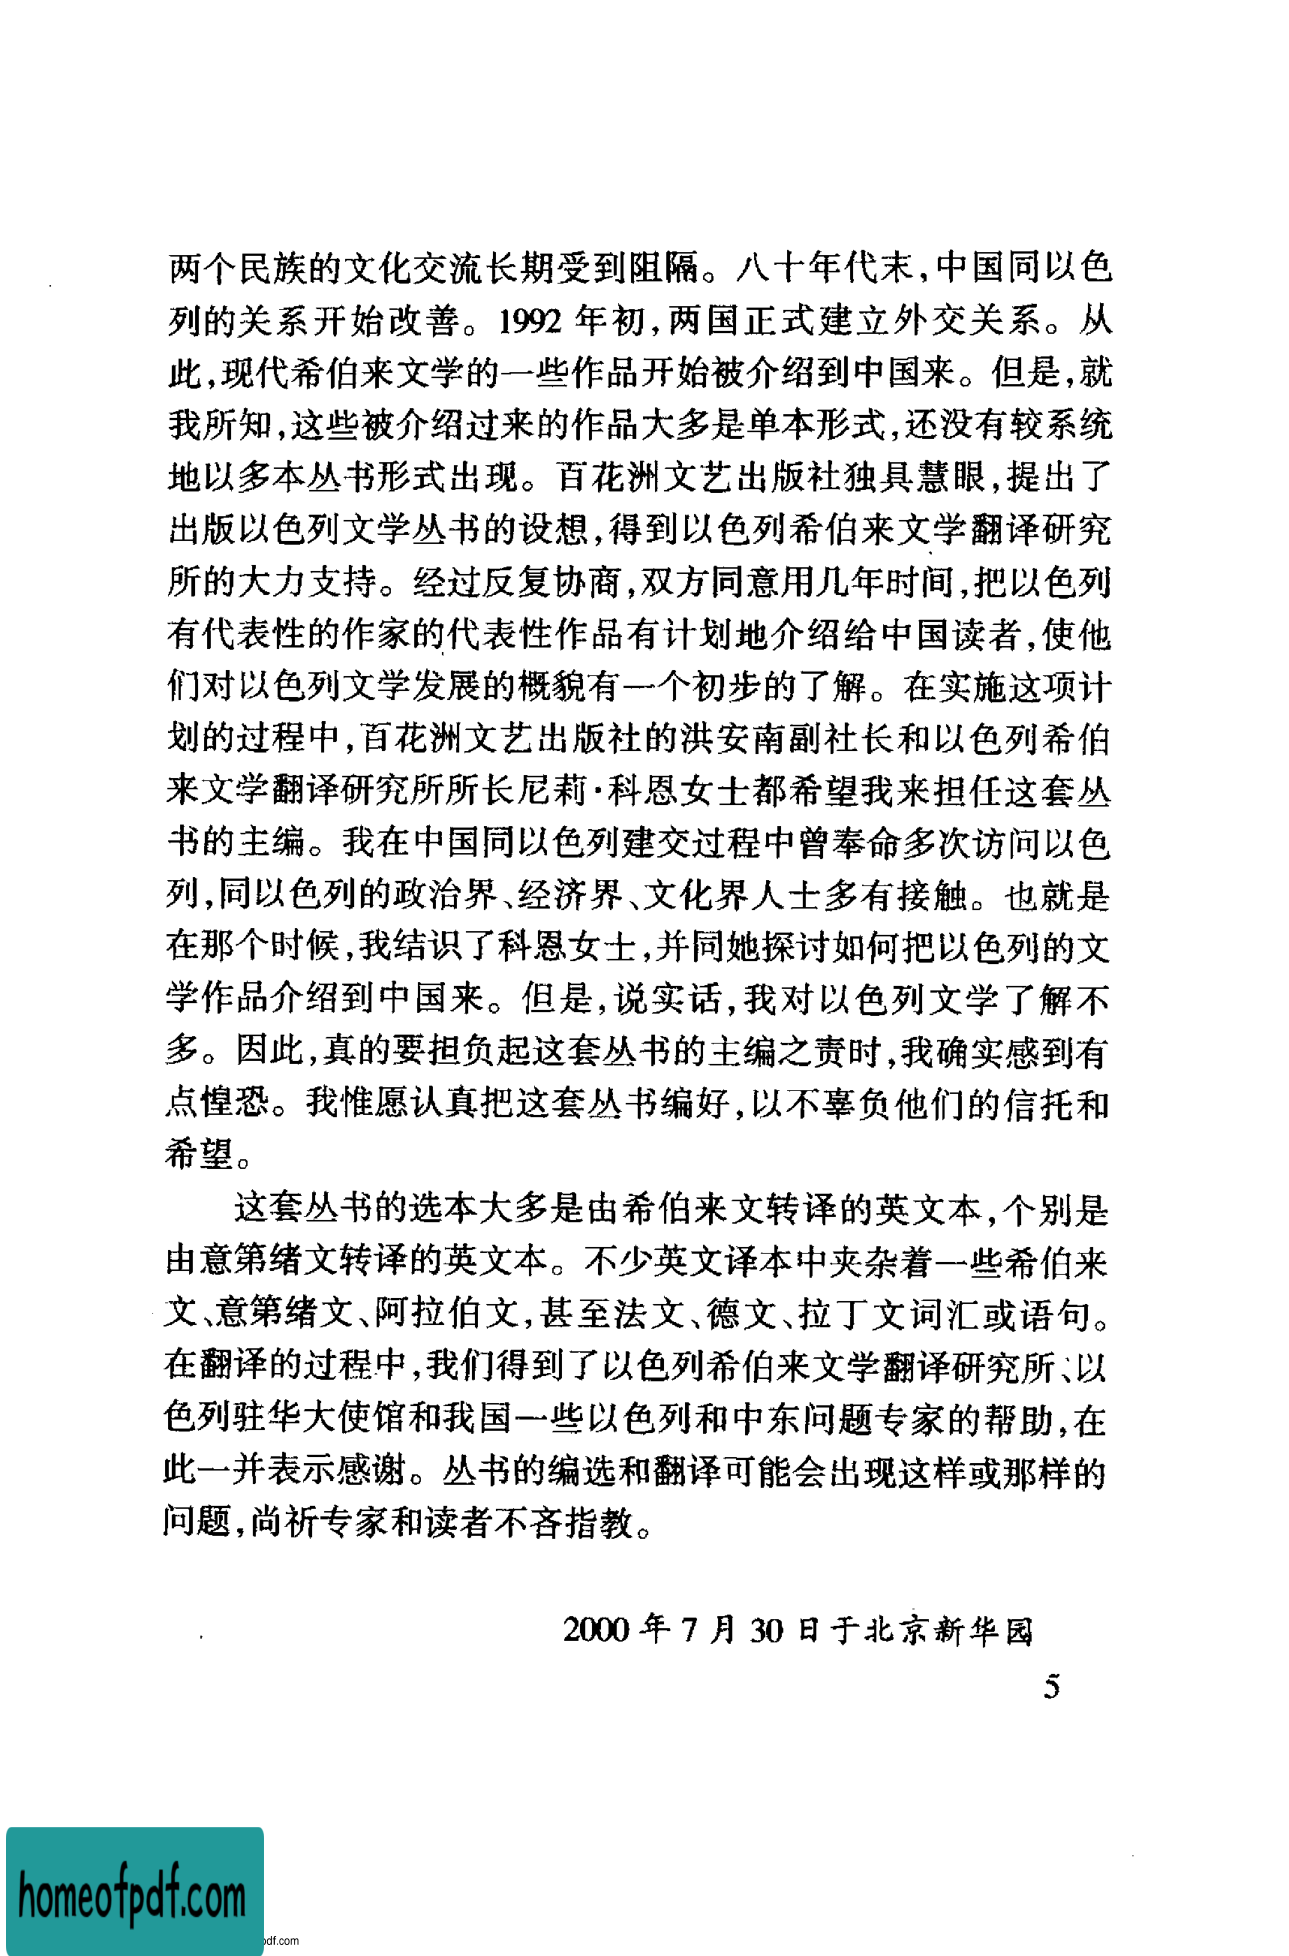 两个民族的文化交流长期受到阻隔。八十年代末,中国同以色
列的关系开始改善。1992 年初,两国正式建立外交关系。从
此,现代希伯来文学的一些作品开始被介绍到中国来。但是,就
我所知,这些被介绍过来的作品大多是单本形式,还没有较系统
地以多本丛书形式出现。百花洲文艺出版社独具慧眼,提出了
出版以色列文学丛书的设想,得到以色列希伯来文学翻译研究
所的大力支持。经过反复协商,双方同意用几年时间,把以色列
有代表性的作家的代表性作品有计划地介绍给中国读者,使他
们对以色列文学发展的概貌有一个初步的了解。在实施这项计
划的过程中,百花洲文艺出版社的洪安南副社长和以色列希伯
来文学翻译研究所所长尼莉·科恩女士都希望我来担任这套丛
书的主编。我在中国同以色列建交过程中曾奉命多次访问以色
列,同以色列的政治界、经济界、文化界人士多有接触。也就是
在那个时候,我结识了科恩女士,并同她探讨如何把以色列的文
学作品介绍到中国来。但是,说实话,我对以色列文学了解不
多。因此,真的要担负起这套丛书的主编之责时,我确实感到有
点惶恐。我惟愿认真把这套丛书编好,以不辜负他们的信托和
希望。
这套丛书的选本大多是由希伯来文转译的英文本,个别是
由意第绪文转译的英文本。不少英文译本中夹杂着一些希伯来
文、意第绪文、阿拉伯文,甚至法文、德文、拉丁文词汇或语句。
在翻译的过程中,我们得到了以色列希伯来文学翻译研究所、以
色列驻华大使馆和我国一些以色列和中东问题专家的帮助,在
此一并表示感谢。丛书的编选和翻译可能会出现这样或那样的
问题,尚祈专家和读者不吝指教。
2000 年 7 月 30 日于北京新华园
5
homeofpdf.com
pdf.com